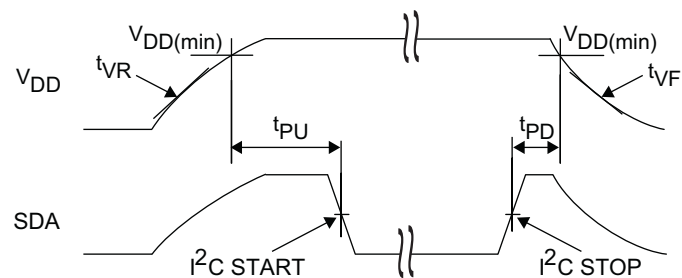 VDD(min) VDD(min)
tVR
VDD
tVF
tPU tPD
SDA
I2C START I2C STOP